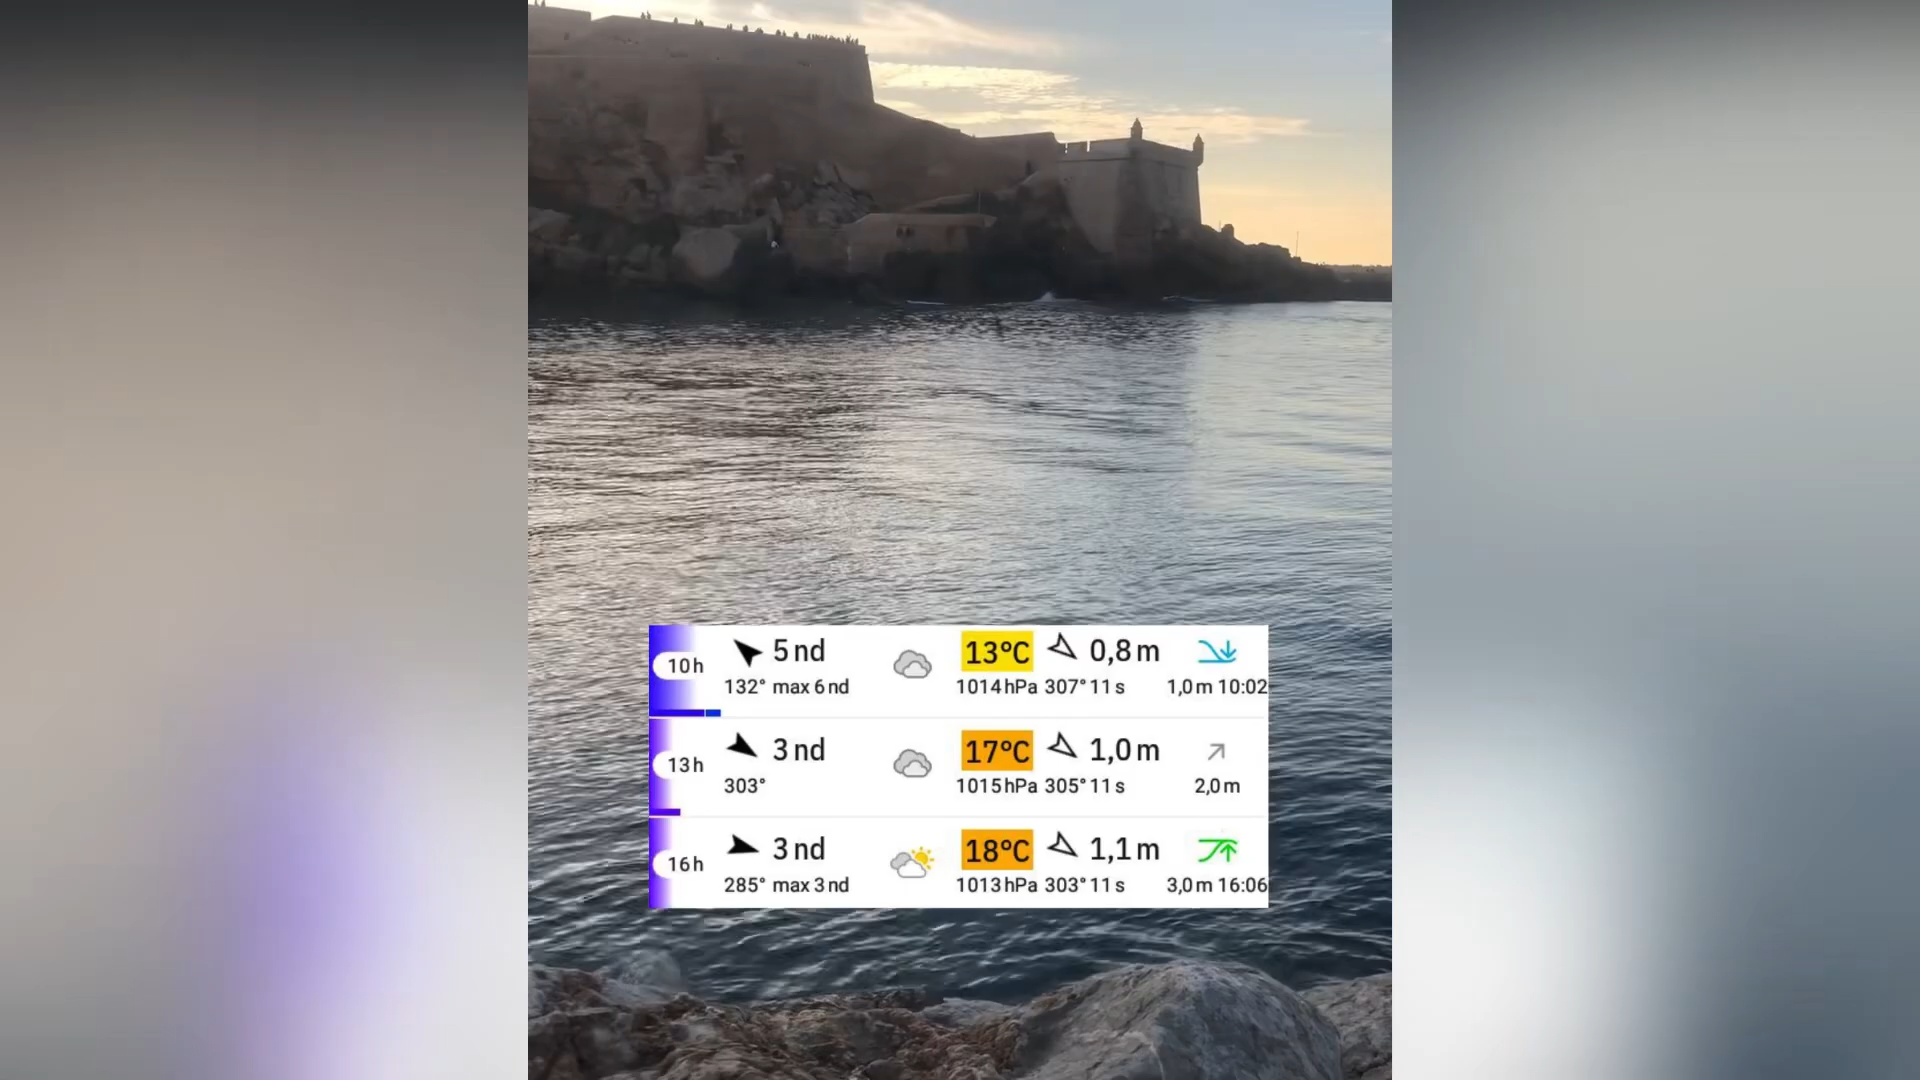 10h 5 nd 13°C 0,8 m
132° max 6 nd 1014 hPa 307° 11 s 1,0 m 10:02
13h 3 nd 17°C 1,0 m
303° 1015 hPa 305° 11 s 2,0 m
16h 3 nd 18°C 1,1 m
285° max 3 nd 1013 hPa 303° 11 s 3,0 m 16:06